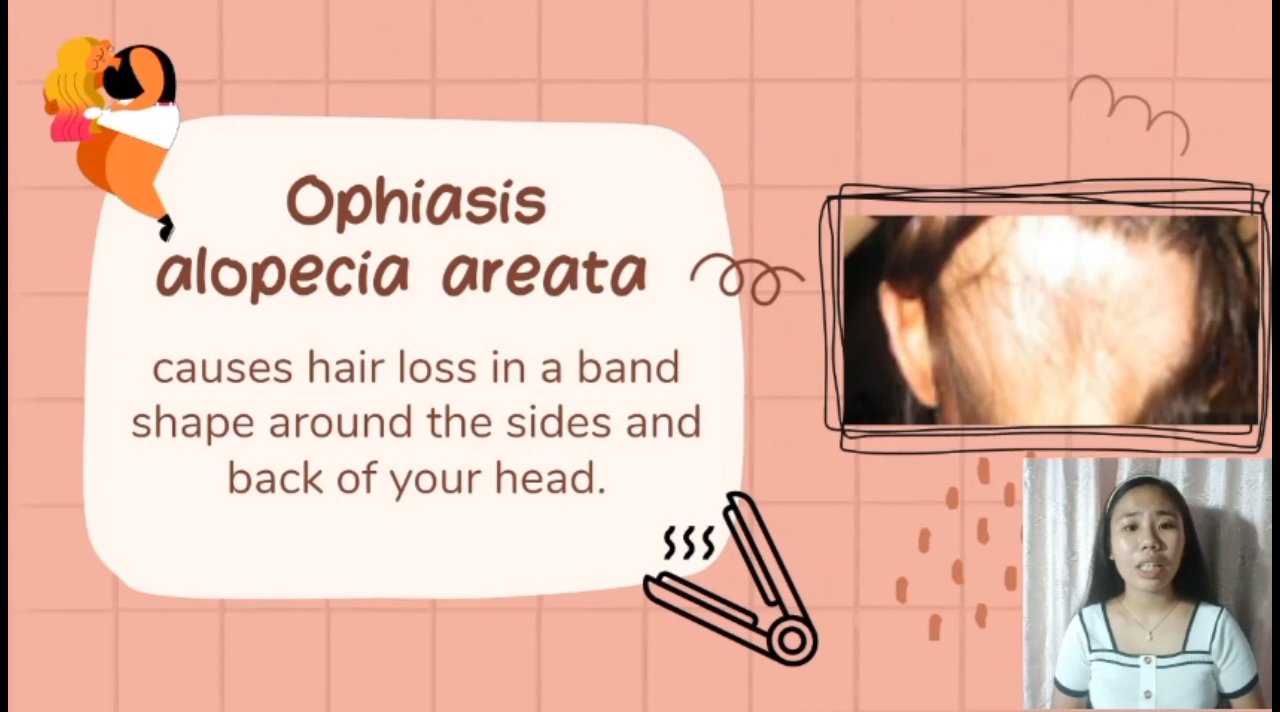 Ophiasis
alopecia areata
causes hair loss in a band
shape around the sides and
back of your head.